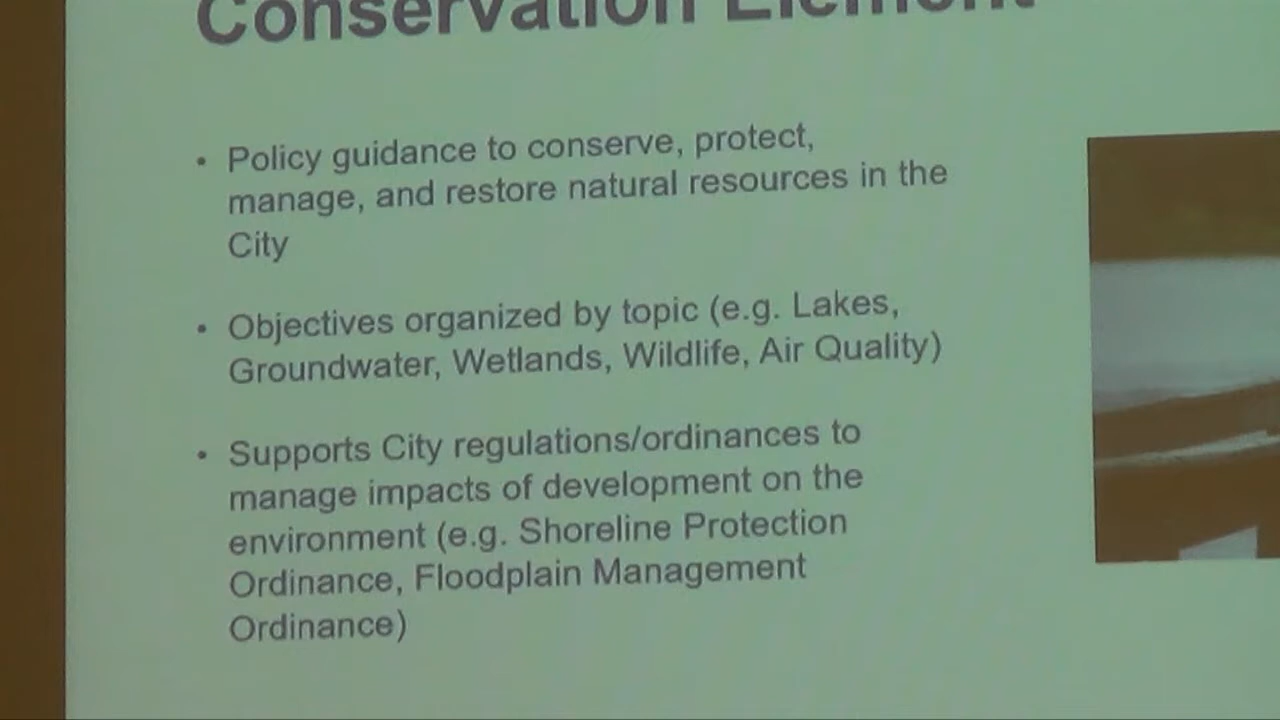 Conservation Element
• Policy guidance to conserve, protect,
manage, and restore natural resources in the
City
• Objectives organized by topic (e.g. Lakes,
Groundwater, Wetlands, Wildlife, Air Quality)
• Supports City regulations/ordinances to
manage impacts of development on the
environment (e.g. Shoreline Protection
Ordinance, Floodplain Management
Ordinance)